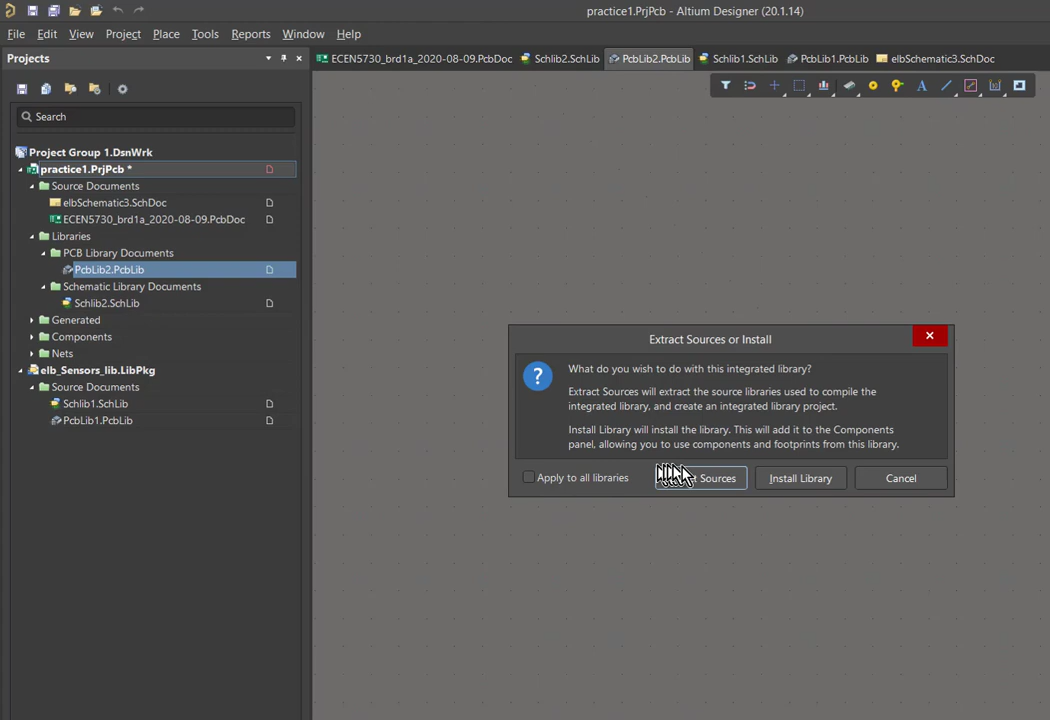 practice1.PrjPcb - Altium Designer (20.1.14)
File Edit View Project Place Tools Reports Window Help
Projects
ECEN5730_brd1a_2020-08-09.PcbDoc Schlib2.SchLib PcbLib2.PcbLib Schlib1.SchLib PcbLib1.PcbLib elbSchematic3.SchDoc
Search
Project Group 1.DsnWrk
practice1.PrjPcb *
Source Documents
elbSchematic3.SchDoc
ECEN5730_brd1a_2020-08-09.PcbDoc
Libraries
PCB Library Documents
PcbLib2.PcbLib
Schematic Library Documents
Schlib2.SchLib
Generated
Components
Nets
elb_Sensors_lib.LibPkg
Source Documents
Schlib1.SchLib
PcbLib1.PcbLib
Extract Sources or Install
What do you wish to do with this integrated library?
Extract Sources will extract the source libraries used to compile the
integrated library, and create an integrated library project.
Install Library will install the library. This will add it to the Components
panel, allowing you to use components and footprints from this library.
Apply to all libraries
Sources
Install Library
Cancel